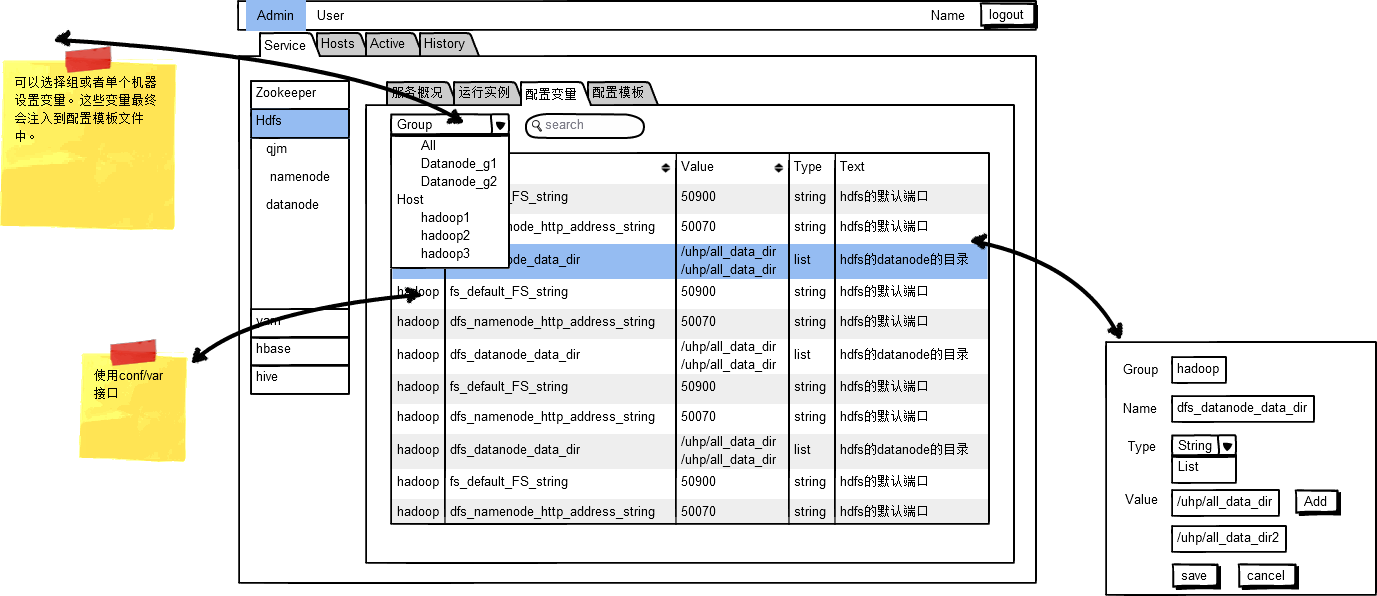 Admin User Name logout
Service Hosts Active History
可以选择组或者单个机器
设置变量。这些变量最终
会注入到配置模板文件
中。
Zookeeper
Hdfs
qjm
namenode
datanode
yarn
hbase
hive
服务概况 运行实例 配置变量 配置模板
Group search
All
Datanode_g1
Datanode_g2
Host
hadoop1
hadoop2
hadoop3
Value Type Text
_FS_string 50900 string hdfs的默认端口
node_http_address_string 50070 string hdfs的默认端口
ode_data_dir /uhp/all_data_dir list hdfs的datanode的目录
/uhp/all_data_dir
hadoop fs_default_FS_string 50900 string hdfs的默认端口
hadoop dfs_namenode_http_address_string 50070 string hdfs的默认端口
hadoop dfs_datanode_data_dir /uhp/all_data_dir list hdfs的datanode的目录
/uhp/all_data_dir
hadoop fs_default_FS_string 50900 string hdfs的默认端口
hadoop dfs_namenode_http_address_string 50070 string hdfs的默认端口
hadoop dfs_datanode_data_dir /uhp/all_data_dir list hdfs的datanode的目录
/uhp/all_data_dir
hadoop fs_default_FS_string 50900 string hdfs的默认端口
hadoop dfs_namenode_http_address_string 50070 string hdfs的默认端口
使用conf/var
接口
Group hadoop
Name dfs_datanode_data_dir
Type String
List
Value /uhp/all_data_dir Add
/uhp/all_data_dir2
save cancel